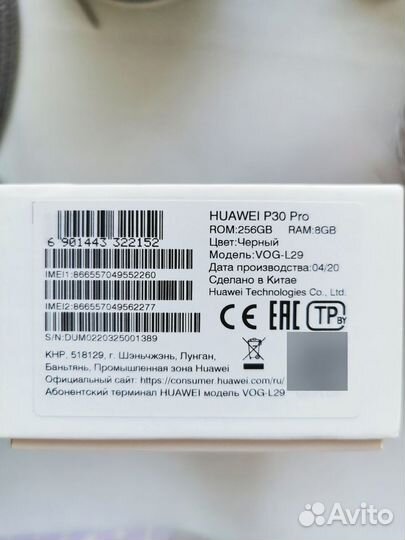 HUAWEI P30 Pro
ROM:256GB RAM:8GB
Цвет:Черный
Модель:VOG-L29
Дата производства:04/20
Сделано в Китае
Huawei Technologies Co., Ltd.
6 901443 322152
IMEI1:866557049552260
IMEI2:866557049562277
S/N:DUM0220325001389
CE EAC TP BY
КНР, 518129, г. Шэньчжэнь, Лунган,
Баньтянь, Промышленная зона Huawei
Официальный сайт: https://consumer.huawei.com/ru/
Абонентский терминал HUAWEI модель VOG-L29
Avito